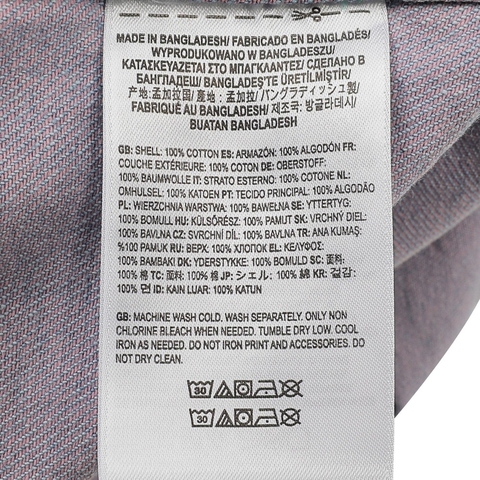 MADE IN BANGLADESH/ FABRICADO EN BANGLADÉS/
WYPRODUKOWANO W BANGLADESZU/
ΚΑΤΑΣΚΕΥΑΖΕΤΑΙ ΣΤΟ ΜΠΑΓΚΛΑΝΤΕΣ/ СДЕЛАНО В
БАНГЛАДЕШ/ BANGLADEŞ'TE ÜRETİLMİŞTİR/
产地:孟加拉国/ 產地:孟加拉/ バングラディッシュ製/
FABRIQUÉ AU BANGLADESH/ 제조국: 방글라데시/
BUATAN BANGLADESH
GB: SHELL: 100% COTTON ES: ARMAZÓN: 100% ALGODÓN FR:
COUCHE EXTÉRIEURE: 100% COTON DE: OBERSTOFF:
100% BAUMWOLLE IT: STRATO ESTERNO: 100% COTONE NL:
OMHULSEL: 100% KATOEN PT: TECIDO PRINCIPAL: 100% ALGODÃO
PL: WIERZCHNIA WARSTWA: 100% BAWEŁNA SE: YTTERTYG:
100% BOMULL HU: KÜLSŐRÉSZ: 100% PAMUT SK: VRCHNÝ DIEL:
100% BAVLNA CZ: SVRCHNÍ DÍL: 100% BAVLNA TR: ANA KUMAŞ:
%100 PAMUK RU: ВЕРХ: 100% ХЛОПОК EL: ΚΕΛΥΦΟΣ:
100% ΒΑΜΒΑΚΙ DK: YDERSTYKKE: 100% BOMULD SC: 面料:
100% 棉 TC: 面料: 100% 棉 JP: シェル: 100% 綿 KR: 겉감:
100% 면 ID: KAIN LUAR: 100% KATUN
GB: MACHINE WASH COLD. WASH SEPARATELY. ONLY NON
CHLORINE BLEACH WHEN NEEDED. TUMBLE DRY LOW. COOL
IRON AS NEEDED. DO NOT IRON PRINT AND ACCESSORIES. DO
NOT DRY CLEAN.
30
30